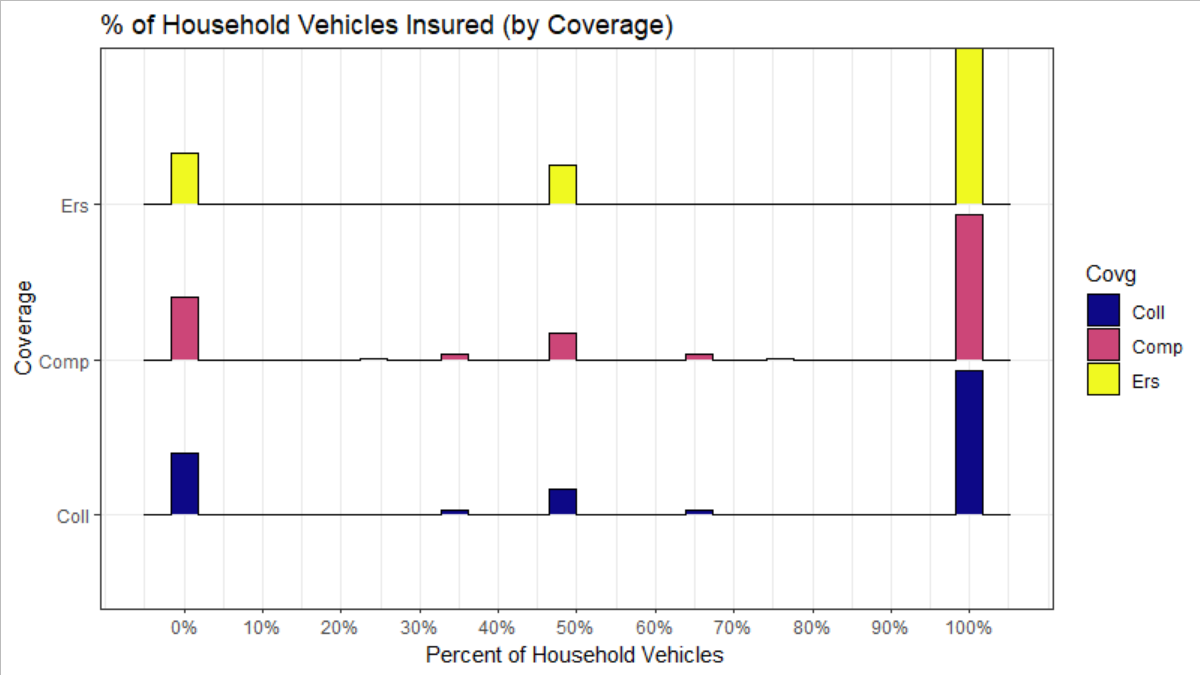 % of Household Vehicles Insured (by Coverage)
Ers
Comp
Coll
Coverage
0% 10% 20% 30% 40% 50% 60% 70% 80% 90% 100%
Percent of Household Vehicles
Covg
Coll
Comp
Ers